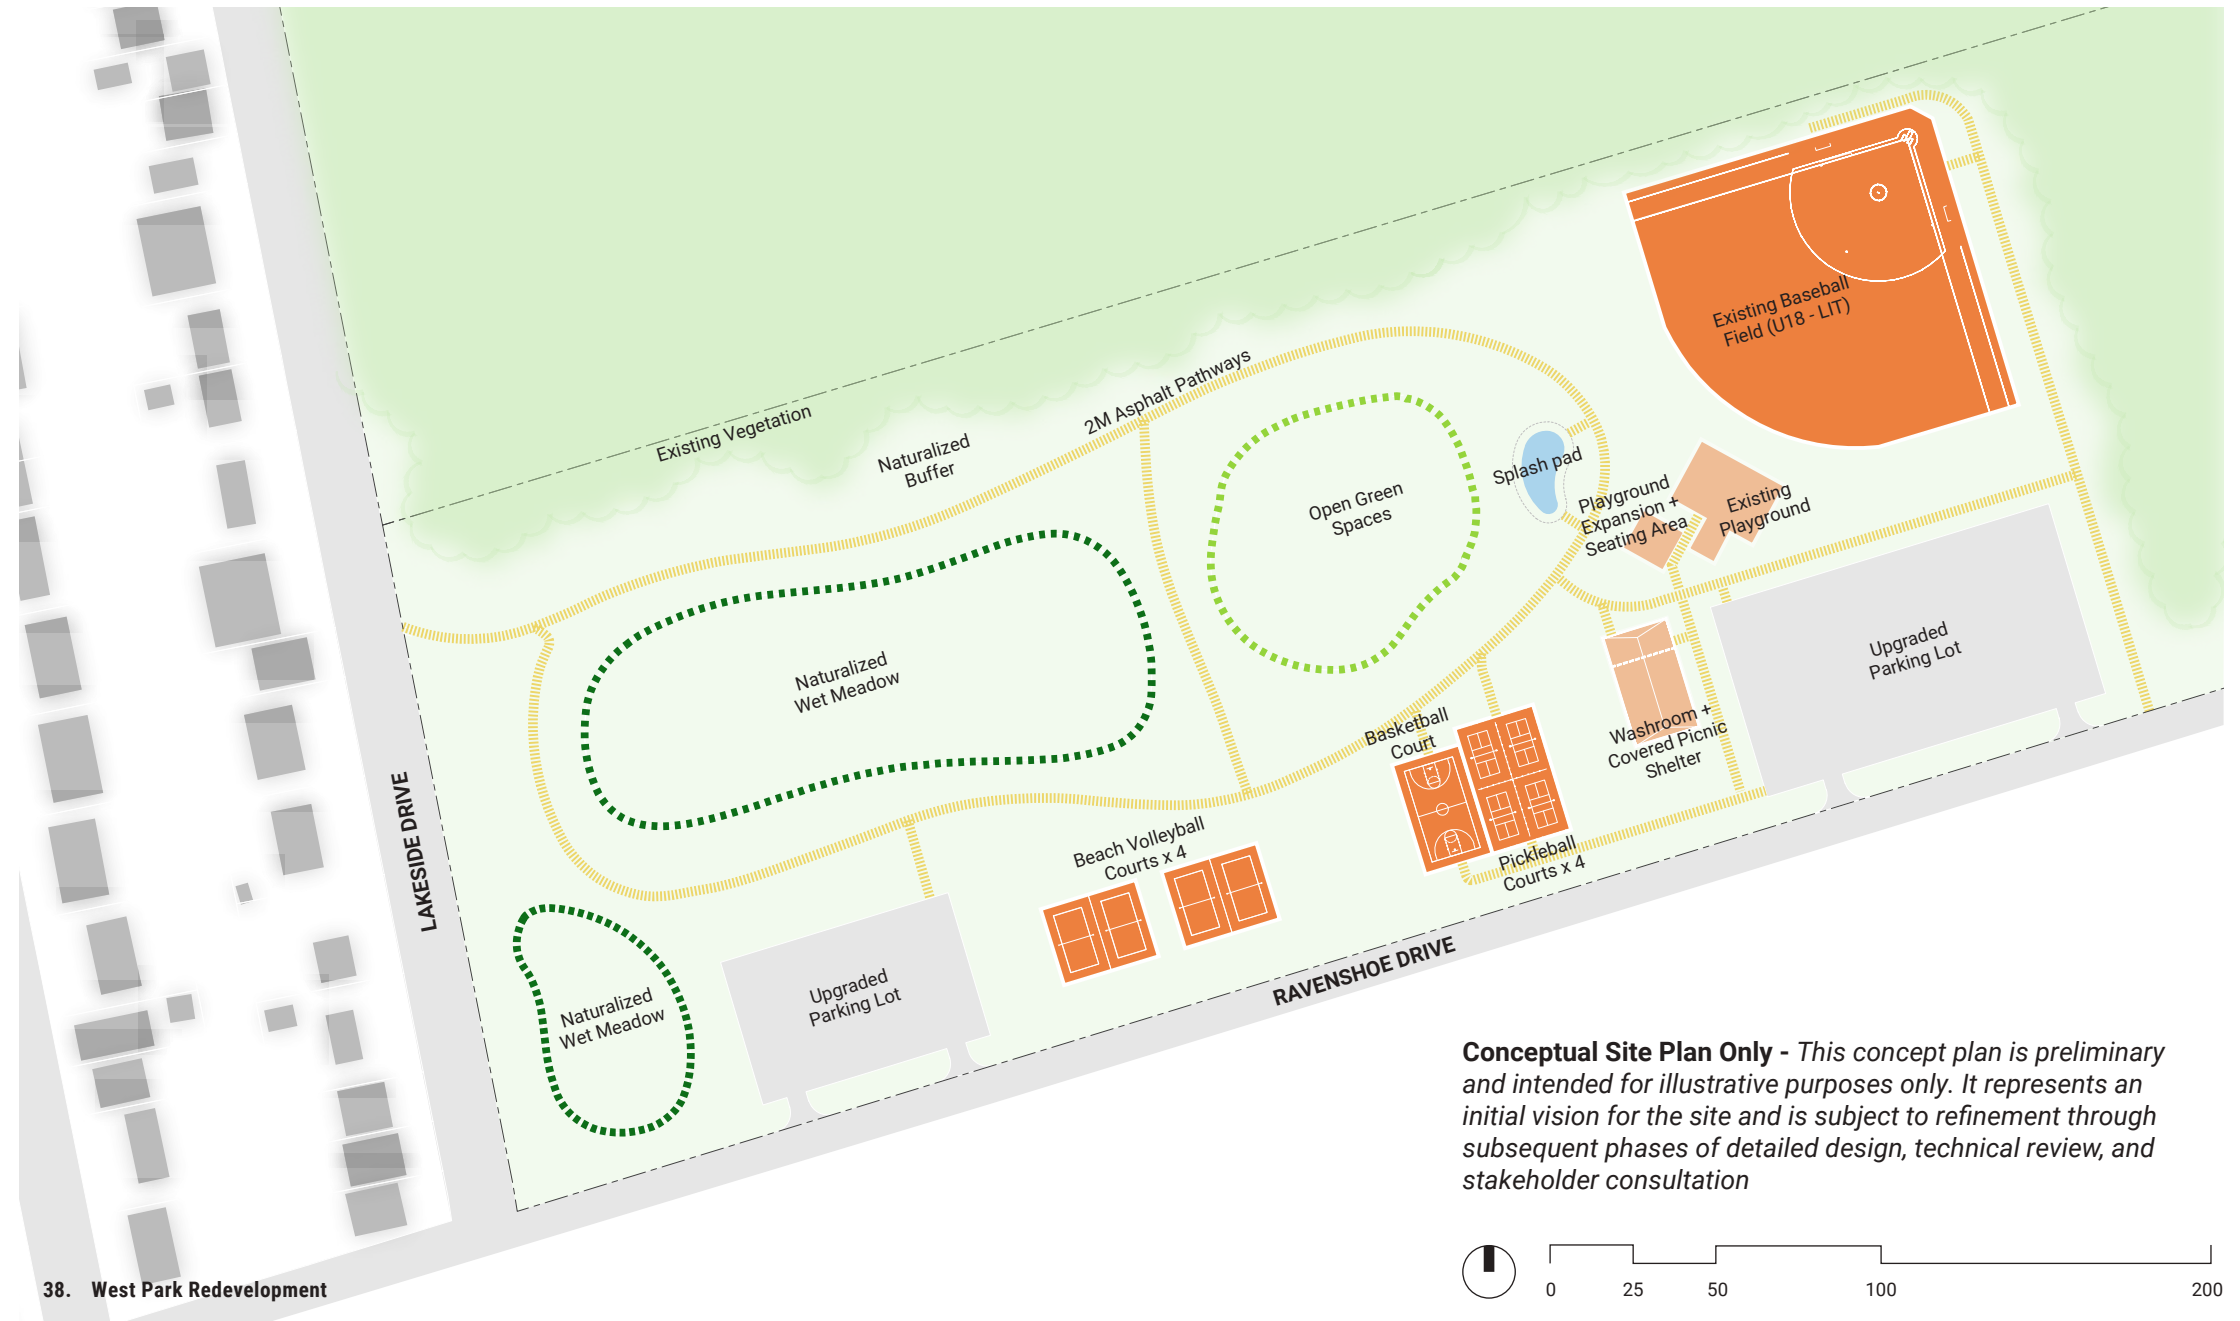 Existing Baseball
Field (U18 - LIT)
2M Asphalt Pathways
Existing Vegetation
Naturalized
Buffer
Splash pad
Open Green
Spaces
Playground
Expansion +
Seating Area
Existing
Playground
Upgraded
Parking Lot
Naturalized
Wet Meadow
Basketball
Court
Washroom +
Covered Picnic
Shelter
LAKESIDE DRIVE
Beach Volleyball
Courts x 4
Pickleball
Courts x 4
Upgraded
Parking Lot
Naturalized
Wet Meadow
RAVENSHOE DRIVE
Conceptual Site Plan Only - This concept plan is preliminary
and intended for illustrative purposes only. It represents an
initial vision for the site and is subject to refinement through
subsequent phases of detailed design, technical review, and
stakeholder consultation
0 25 50 100 200
38. West Park Redevelopment